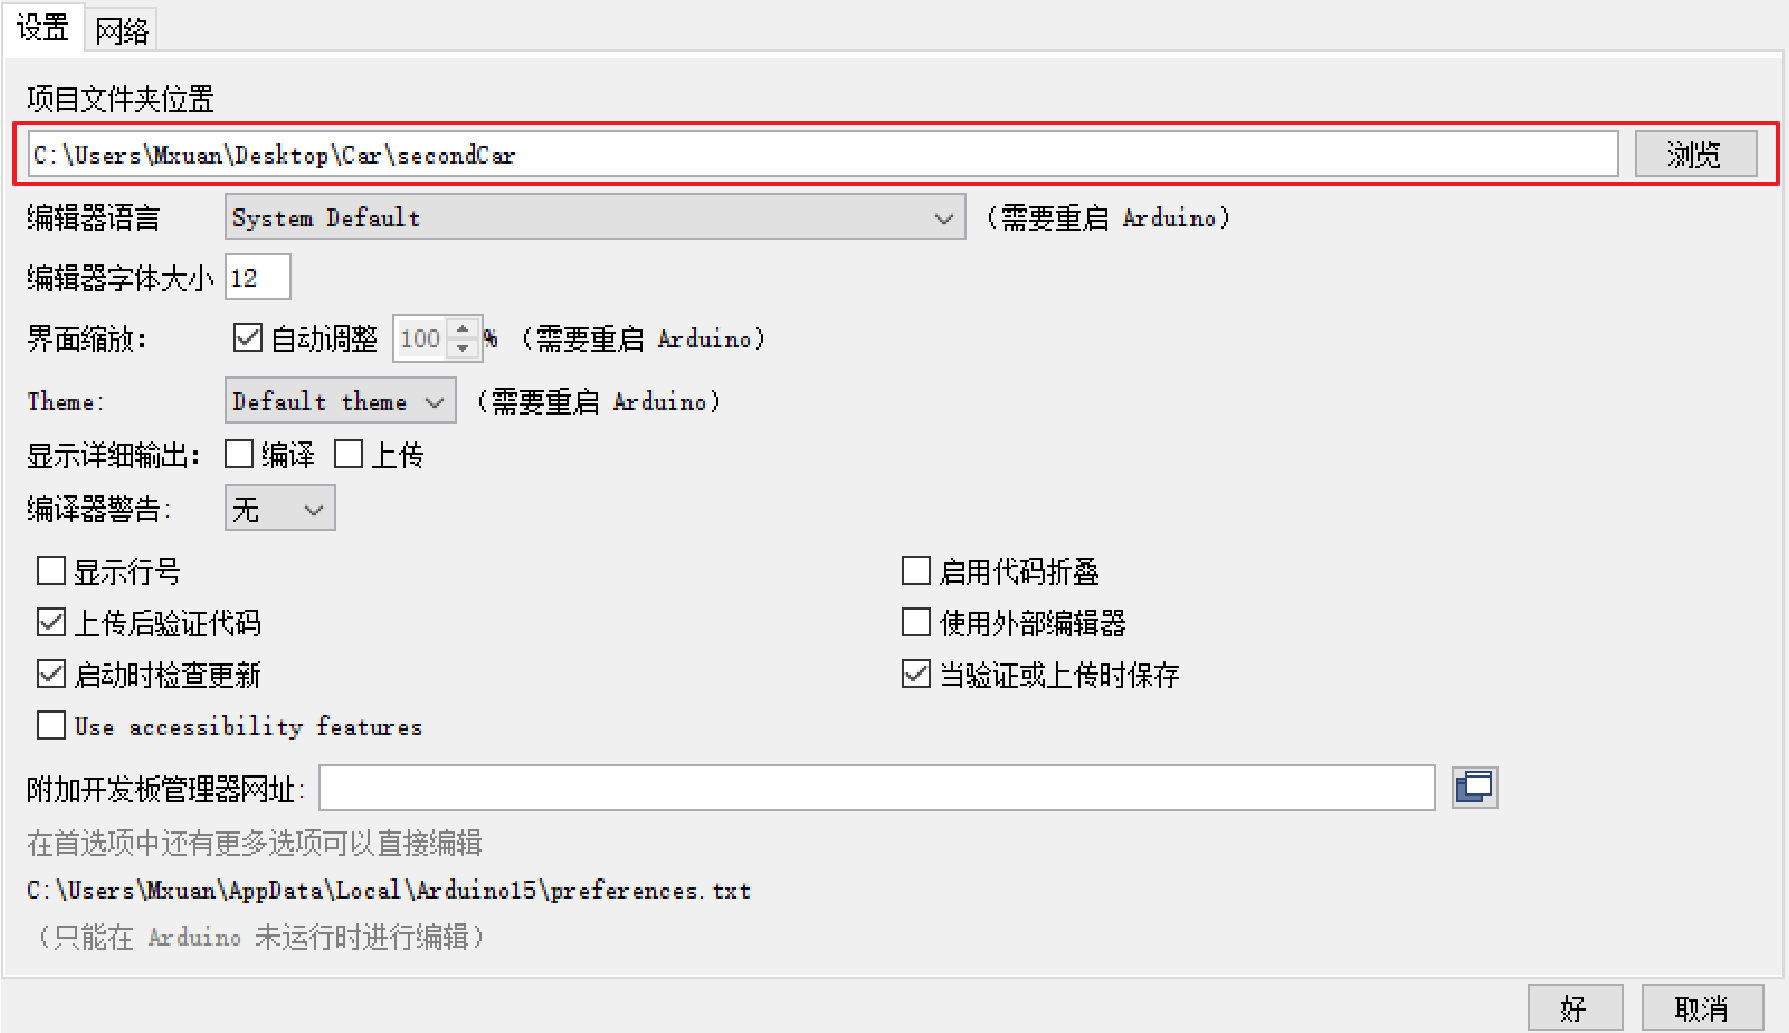 设置 网络
项目文件夹位置
C:\Users\Mxuan\Desktop\Car\secondCar 浏览
编辑器语言 System Default （需要重启 Arduino）
编辑器字体大小 12
界面缩放： 自动调整 100 % （需要重启 Arduino）
Theme: Default theme （需要重启 Arduino）
显示详细输出： 编译 上传
编译器警告: 无
显示行号 启用代码折叠
上传后验证代码 使用外部编辑器
启动时检查更新 当验证或上传时保存
Use accessibility features
附加开发板管理器网址:
在首选项中还有更多选项可以直接编辑
C:\Users\Mxuan\AppData\Local\Arduino15\preferences.txt
（只能在 Arduino 未运行时进行编辑）
好 取消